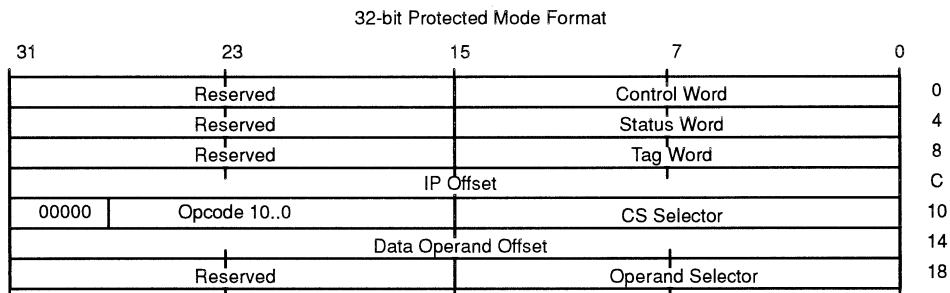 32-bit Protected Mode Format
31 23 15 7 0
Reserved Control Word 0
Reserved Status Word 4
Reserved Tag Word 8
IP Offset C
00000 Opcode 10..0 CS Selector 10
Data Operand Offset 14
Reserved Operand Selector 18